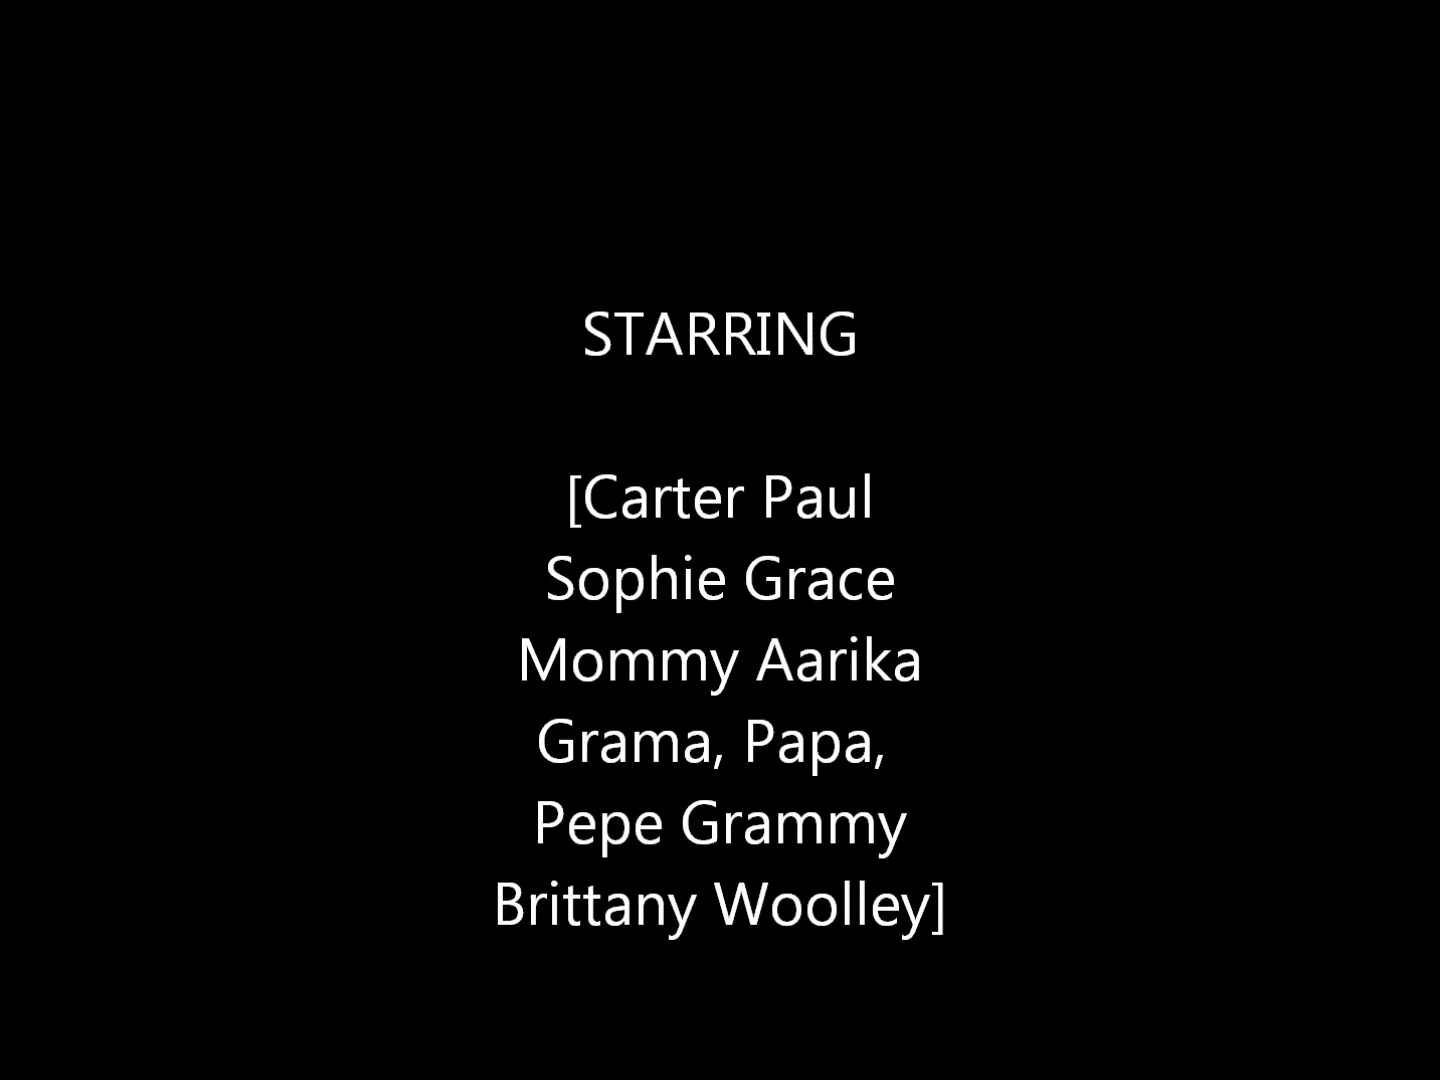 STARRING
[Carter Paul
Sophie Grace
Mommy Aarika
Grama, Papa,
Pepe Grammy
Brittany Woolley]